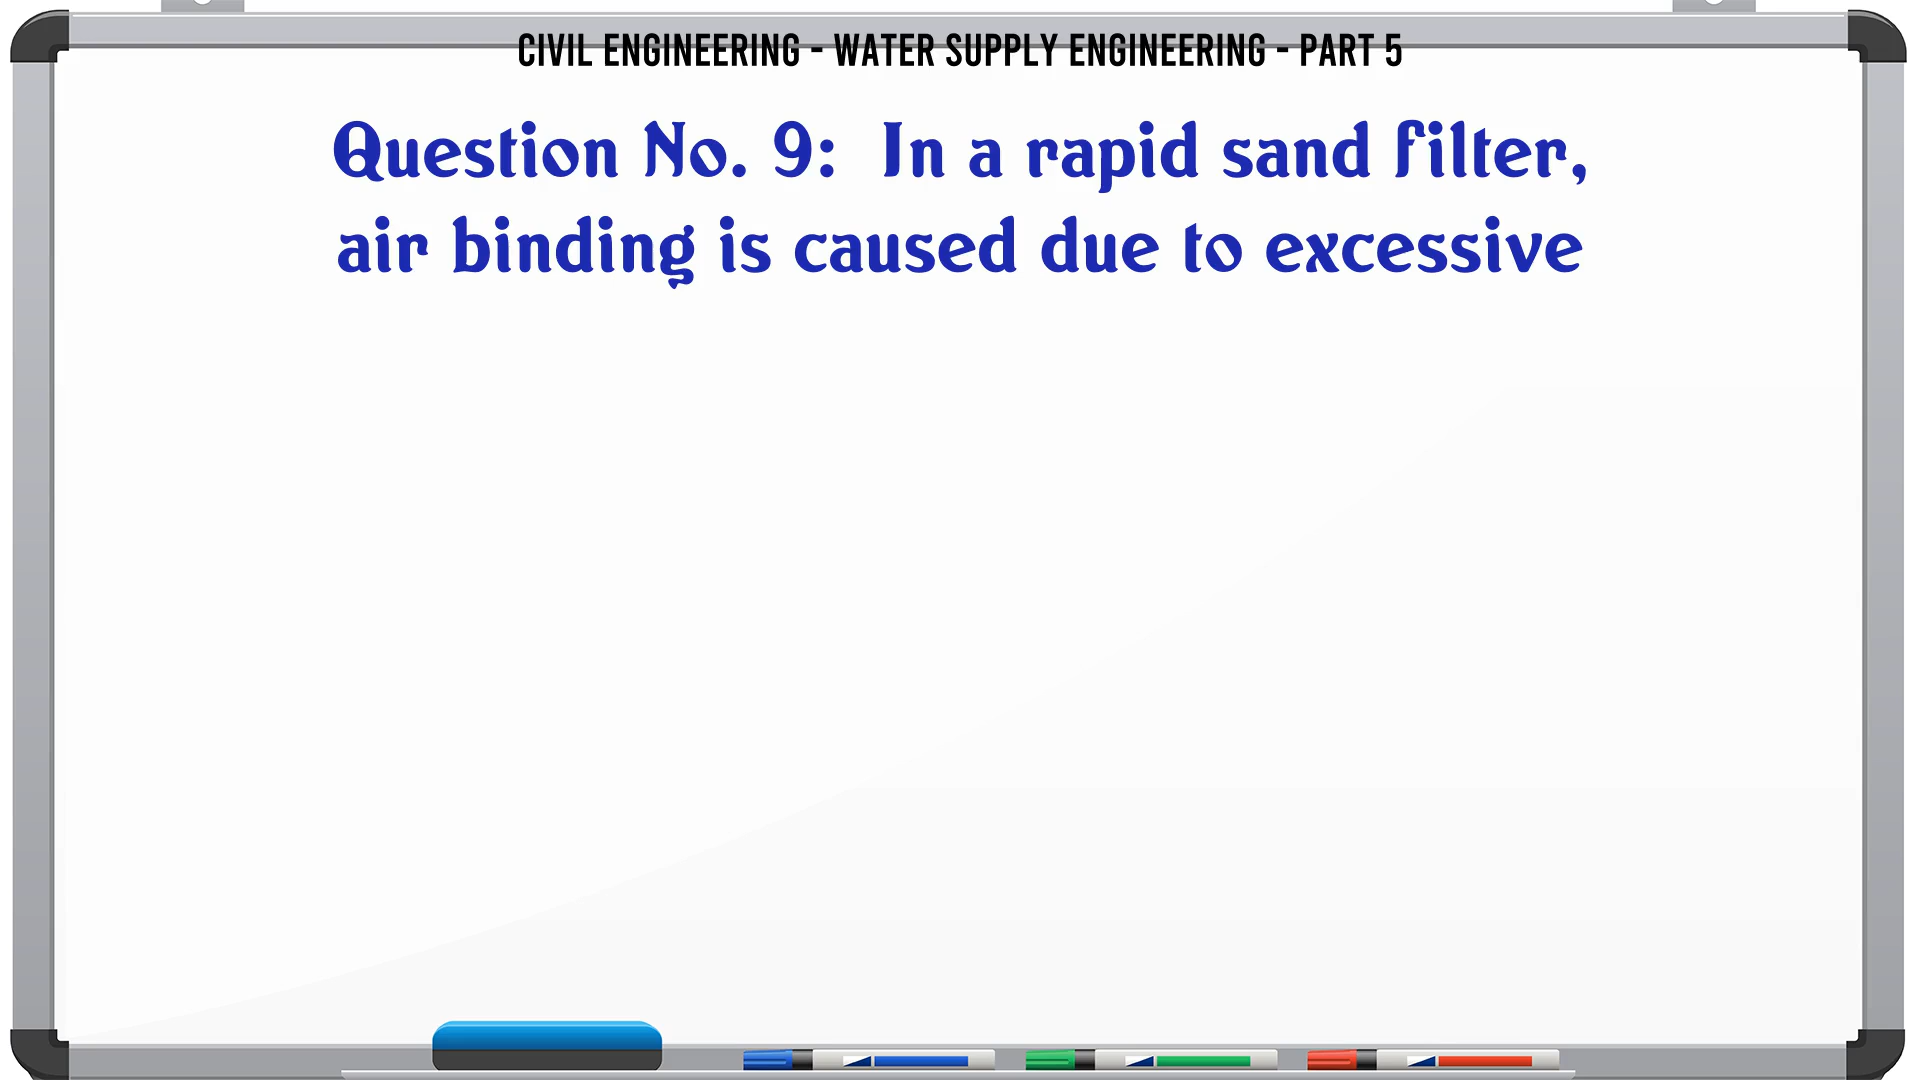 CIVIL ENGINEERING - WATER SUPPLY ENGINEERING - PART 5
Question No. 9: In a rapid sand filter,
air binding is caused due to excessive